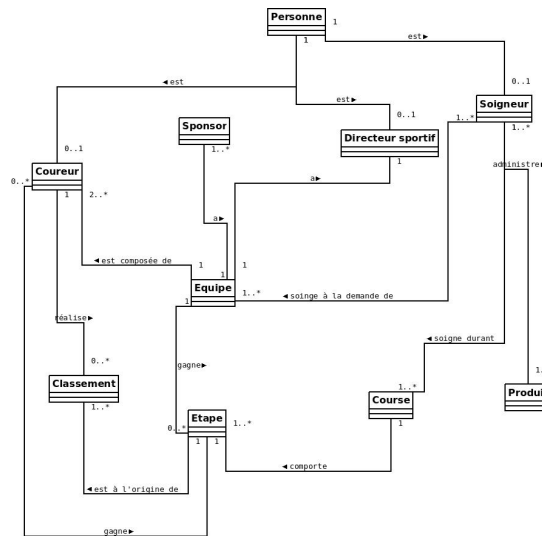 Personne
1
1
est►
◄est
est►
0..1
Soigneur
1..*
1..*
Sponsor
1..*
0..1
Directeur sportif
1
0..1
Coureur
0..*
1
2..*
administre
a►
a►
◄est composée de
1
1
1
Equipe
1
1..*
◄soinge à la demande de
réalise►
◄soigne durant
gagne►
0..*
Classement
1..*
1..*
Course
1
1.
Produi
Etape
1..*
0..*
1
1
◄comporte
◄est à l'origine de
gagne►